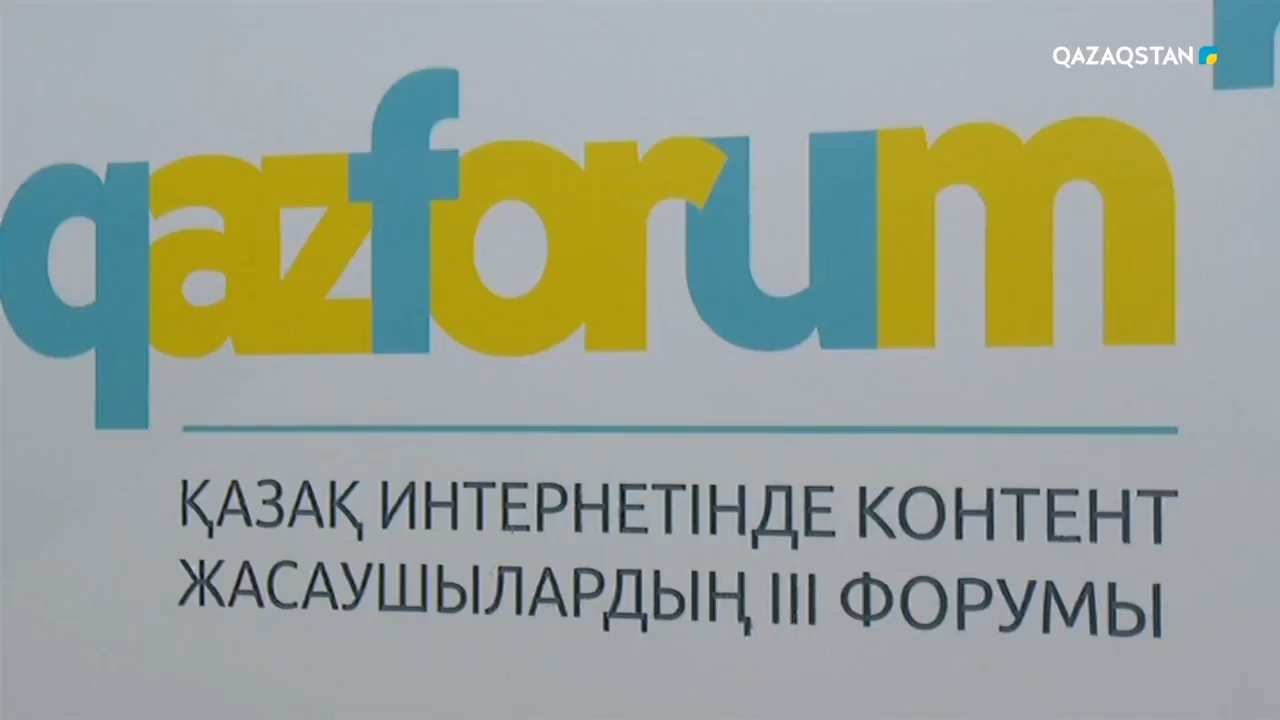 QAZAQSTAN
qazforum
ҚАЗАҚ ИНТЕРНЕТІНДЕ КОНТЕНТ
ЖАСАУШЫЛАРДЫҢ III ФОРУМЫ